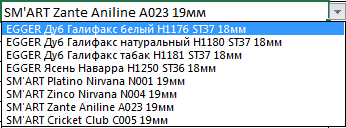 SM'ART Zante Aniline A023 19мм
EGGER Дуб Галифакс белый H1176 ST37 18мм
EGGER Дуб Галифакс натуральный H1180 ST37 18мм
EGGER Дуб Галифакс табак H1181 ST37 18мм
EGGER Ясень Наварра H1250 ST36 18мм
SM'ART Platino Nirvana N001 19мм
SM'ART Zinco Nirvana N004 19мм
SM'ART Zante Aniline A023 19мм
SM'ART Cricket Club C005 19мм